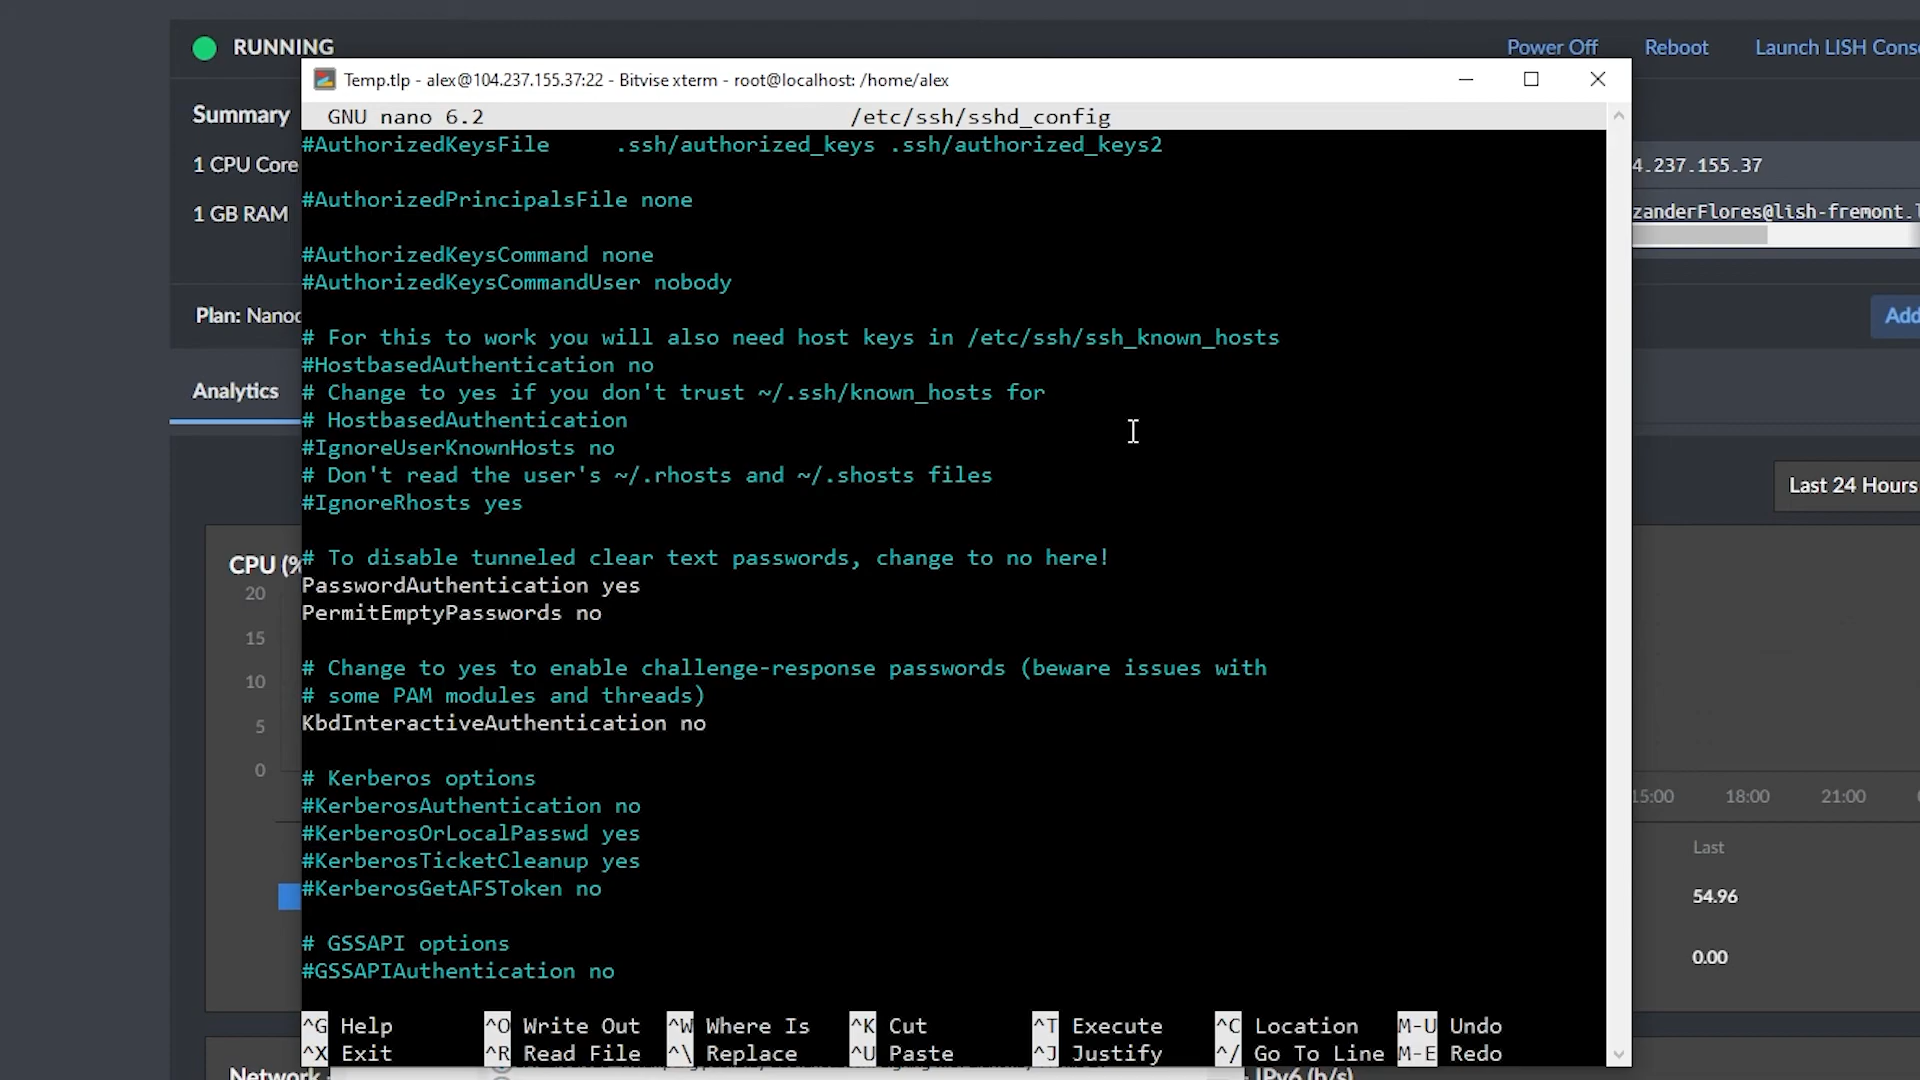 RUNNING
Power Off
Reboot
Launch LISH Cons
Temp.tlp - alex@104.237.155.37:22 - Bitvise xterm - root@localhost: /home/alex
Summary
1 CPU Core
1 GB RAM
4.237.155.37
zanderFlores@lish-fremont.l
Plan: Nanod
Add
Analytics
Last 24 Hours
CPU (%
20
15
10
5
0
15:00
18:00
21:00
Last
54.96
0.00
Network
IPv6 (b/s)
GNU nano 6.2
/etc/ssh/sshd_config
#AuthorizedKeysFile .ssh/authorized_keys .ssh/authorized_keys2
#AuthorizedPrincipalsFile none
#AuthorizedKeysCommand none
#AuthorizedKeysCommandUser nobody
# For this to work you will also need host keys in /etc/ssh/ssh_known_hosts
#HostbasedAuthentication no
# Change to yes if you don't trust ~/.ssh/known_hosts for
# HostbasedAuthentication
#IgnoreUserKnownHosts no
# Don't read the user's ~/.rhosts and ~/.shosts files
#IgnoreRhosts yes
# To disable tunneled clear text passwords, change to no here!
PasswordAuthentication yes
PermitEmptyPasswords no
# Change to yes to enable challenge-response passwords (beware issues with
# some PAM modules and threads)
KbdInteractiveAuthentication no
# Kerberos options
#KerberosAuthentication no
#KerberosOrLocalPasswd yes
#KerberosTicketCleanup yes
#KerberosGetAFSToken no
# GSSAPI options
#GSSAPIAuthentication no
^G Help ^O Write Out ^W Where Is ^K Cut ^T Execute ^C Location M-U Undo
^X Exit ^R Read File ^\ Replace ^U Paste ^J Justify ^/ Go To Line M-E Redo